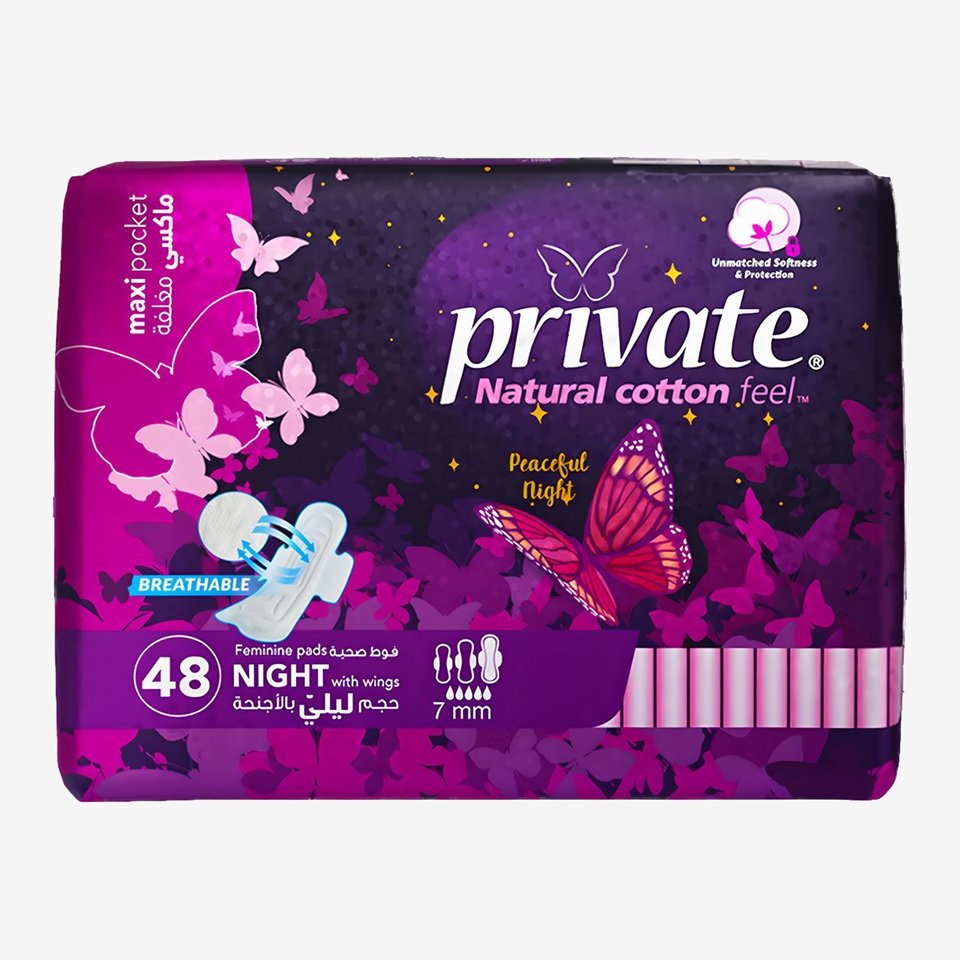 maxi pocket
ماكسي مغلفة
Unmatched Softness
& Protection
private®
Natural cotton feel™
Peaceful
Night
BREATHABLE
48
Feminine pads فوط صحية
NIGHT with wings
حجم ليليّ بالأجنحة
7 mm